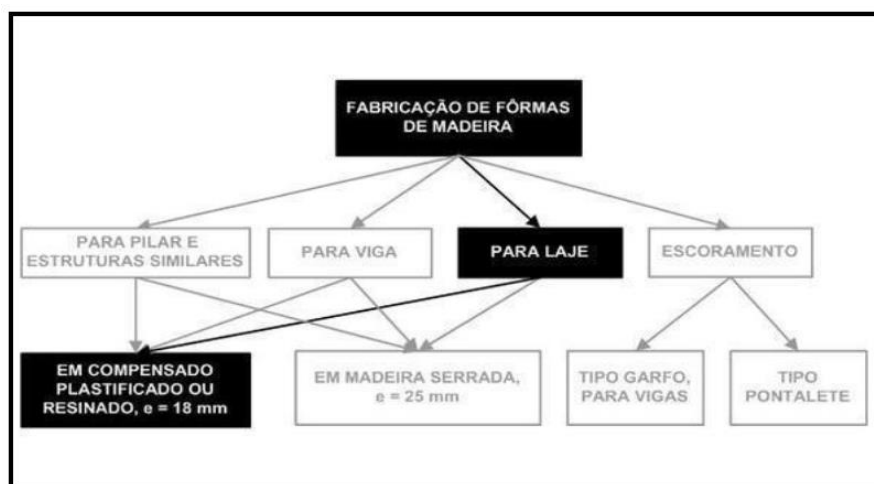 FABRICAÇÃO DE FÔRMAS
DE MADEIRA
PARA PILAR E
ESTRUTURAS SIMILARES
PARA VIGA
PARA LAJE
ESCORAMENTO
EM COMPENSADO
PLASTIFICADO OU
RESINADO, e = 18 mm
EM MADEIRA SERRADA,
e = 25 mm
TIPO GARFO,
PARA VIGAS
TIPO
PONTALETE